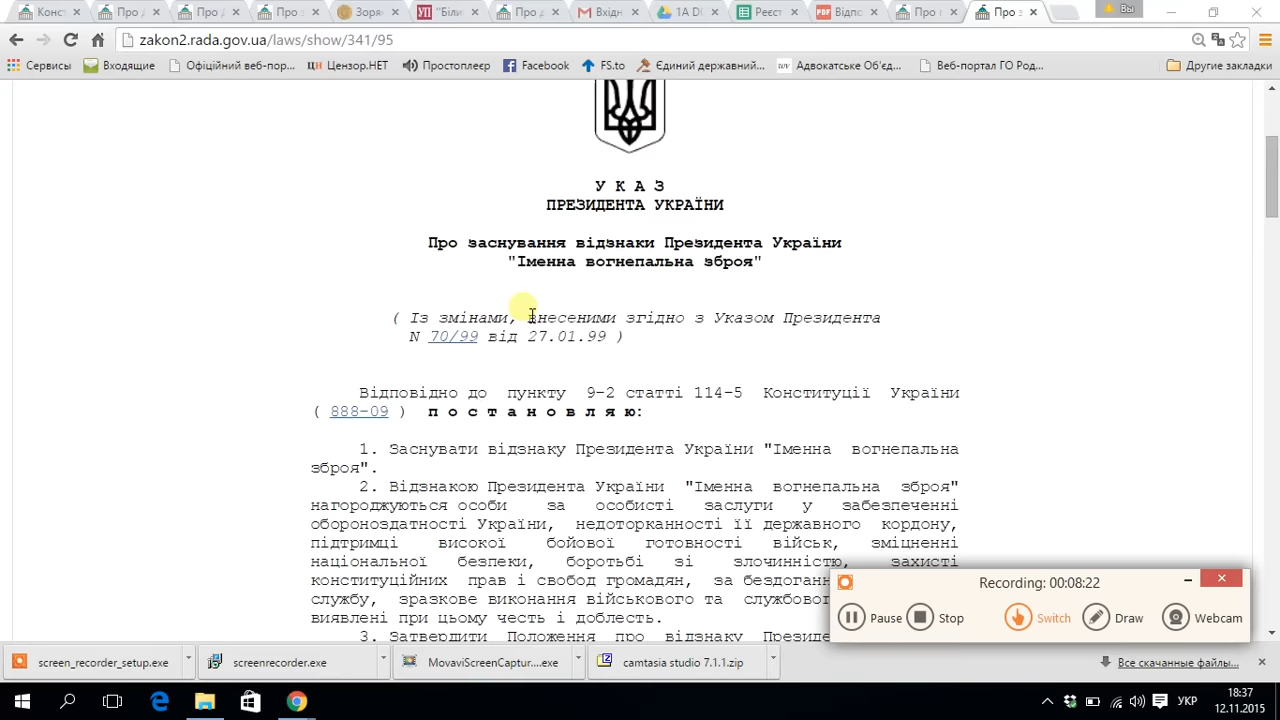 Конст
Про д
Про Д
Про з
Зоря
"Біли
Про д
Вхідн
1А D
Реєст
Відпо
Про н
Про з
Вы
zakon2.rada.gov.ua/laws/show/341/95
Сервисы
Входящие
Офіційний веб-пор...
Цензор.НЕТ
Простоплеєр
Facebook
FS.to
Єдиний державний...
Адвокатське Об'єд...
Веб-портал ГО Род...
Другие закладки
У К А З
ПРЕЗИДЕНТА УКРАЇНИ
Про заснування відзнаки Президента України
"Іменна вогнепальна зброя"
( Із змінами, внесеними згідно з Указом Президента
N 70/99 від 27.01.99 )
Відповідно до пункту 9-2 статті 114-5 Конституції України
( 888-09 ) п о с т а н о в л я ю:
1. Заснувати відзнаку Президента України "Іменна вогнепальна
зброя".
2. Відзнакою Президента України "Іменна вогнепальна зброя"
нагороджуються особи за особисті заслуги у забезпеченні
обороноздатності України, недоторканності її державного кордону,
підтримці високої бойової готовності військ, зміцненні
національної безпеки, боротьбі зі злочинністю, захисті
конституційних прав і свобод громадян, за бездоган
службу, зразкове виконання військового та службовог
виявлені при цьому честь і доблесть.
3. Затвердити Положення про відзнаку Презид
Recording: 00:08:22
Pause
Stop
Switch
Draw
Webcam
screen_recorder_setup.exe
screenrecorder.exe
MovaviScreenCaptur....exe
camtasia studio 7.1.1.zip
Все скачанные файлы...
УКР
18:37
12.11.2015